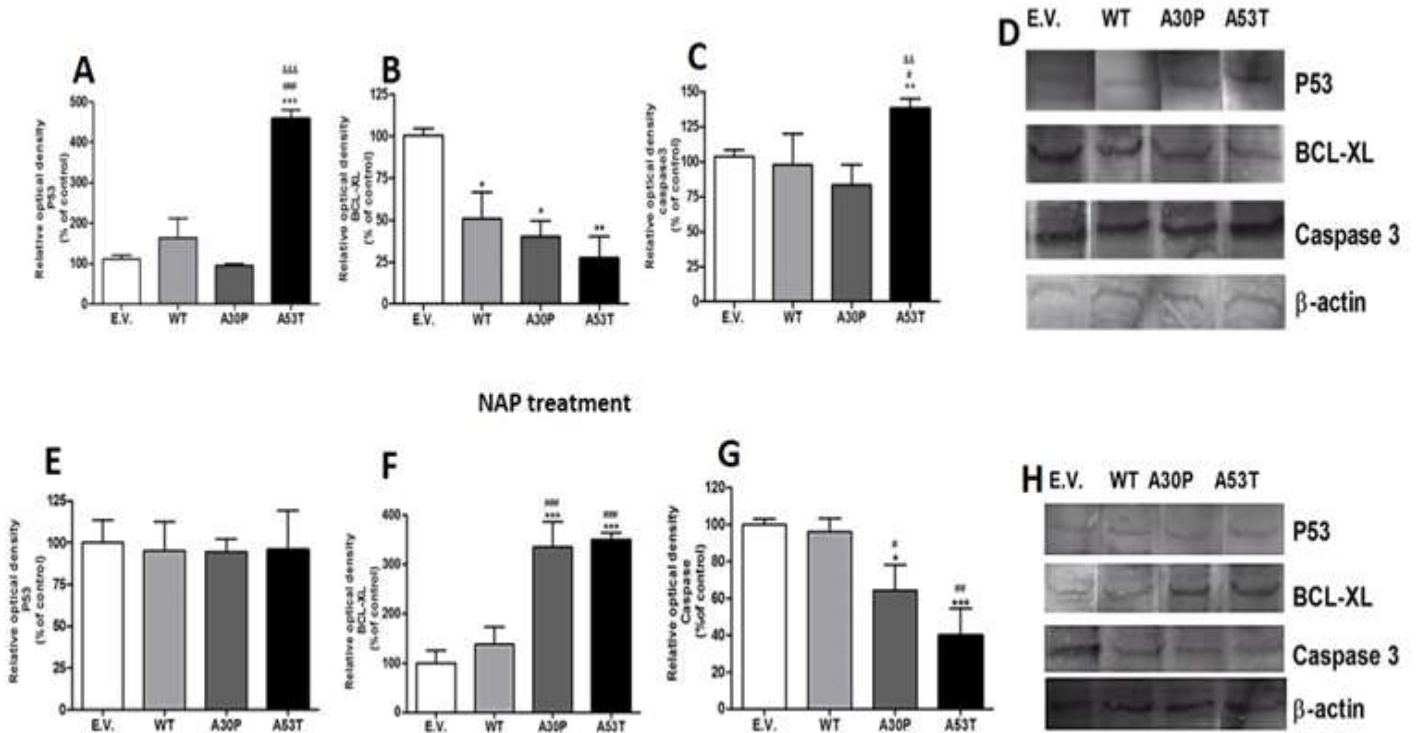 A
Relative optical density
P53
(% of control)
500
400
300
200
100
0
&&&
###
***
E.V. WT A30P A53T
B
Relative optical density
BCL-XL
(% of control)
125
100
75
50
25
0
*
*
**
E.V. WT A30P A53T
C
Relative optical density
caspase3
(% of control)
150
125
100
75
50
25
0
&&
#
**
E.V. WT A30P A53T
D
E.V. WT A30P A53T
P53
BCL-XL
Caspase 3
β-actin
NAP treatment
E
Relative optical density
P53
(% of control)
125
100
75
50
25
0
E.V. WT A30P A53T
F
Relative optical density
BCL-XL
(%of control)
400
300
200
100
0
###
***
###
***
E.V. WT A30P A53T
G
Relative optical density
Caspase
(%of control)
120
100
80
60
40
20
0
#
*
##
***
E.V. WT A30P A53T
H
E.V. WT A30P A53T
P53
BCL-XL
Caspase 3
β-actin